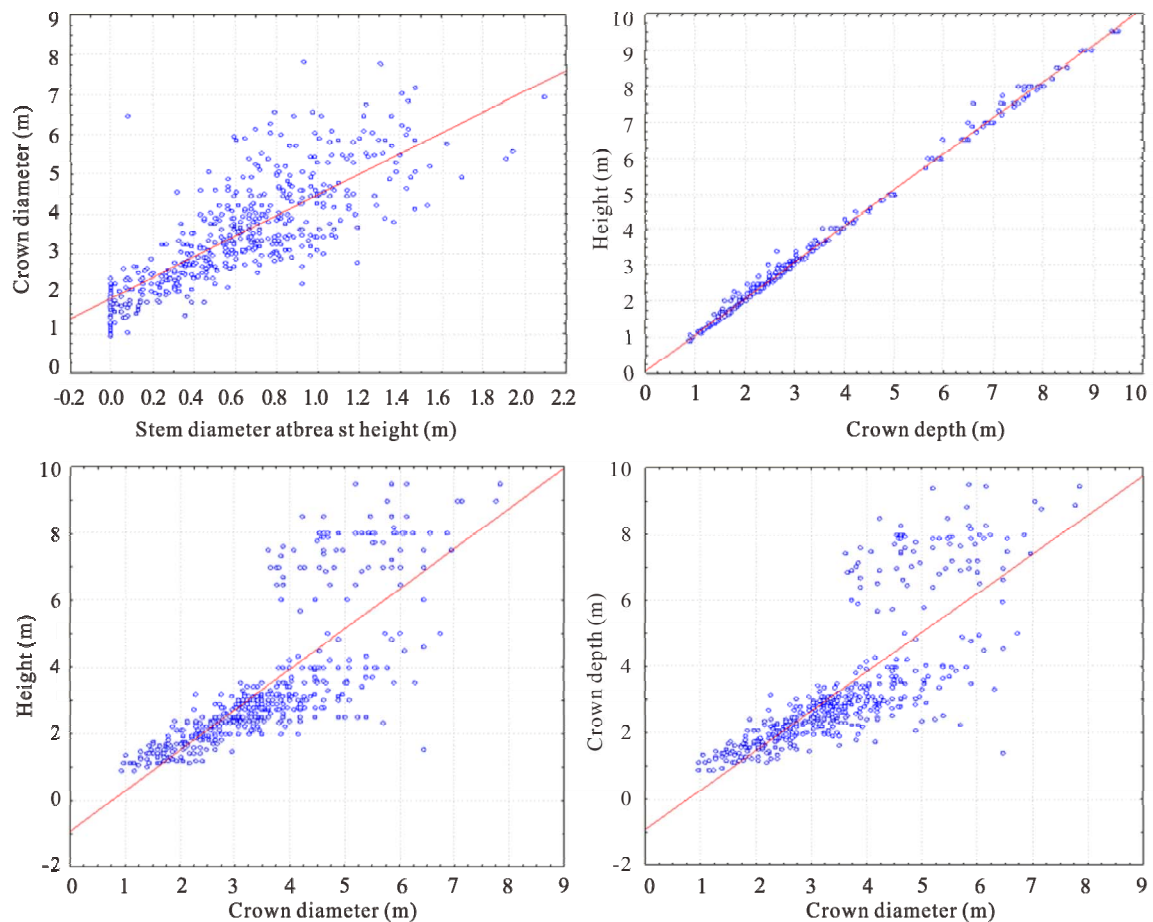 9
8
7
6
5
4
3
2
1
0
Crown diameter (m)
-0.2 0.0 0.2 0.4 0.6 0.8 1.0 1.2 1.4 1.6 1.8 2.0 2.2
Stem diameter atbrea st height (m)
10
9
8
7
6
5
4
3
2
1
0
Height (m)
0 1 2 3 4 5 6 7 8 9 10
Crown depth (m)
10
8
6
4
2
0
-2
Height (m)
0 1 2 3 4 5 6 7 8 9
Crown diameter (m)
10
8
6
4
2
0
-2
Crown depth (m)
0 1 2 3 4 5 6 7 8 9
Crown diameter (m)